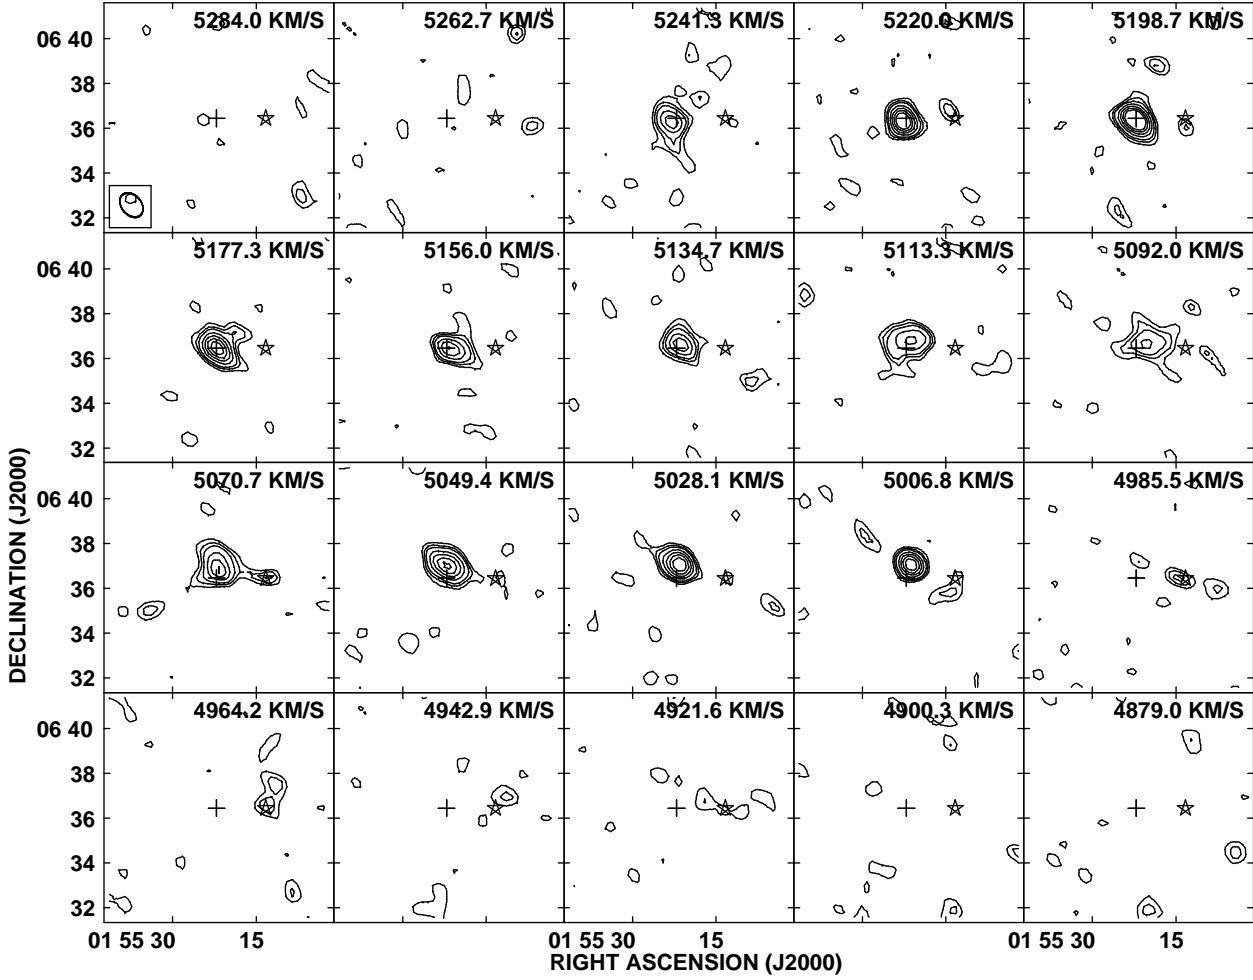 5284.0 KM/S 5262.7 KM/S 5241.3 KM/S 5220.0 KM/S 5198.7 KM/S
06 40
38
36
34
32
5177.3 KM/S 5156.0 KM/S 5134.7 KM/S 5113.3 KM/S 5092.0 KM/S
06 40
38
36
34
32
5070.7 KM/S 5049.4 KM/S 5028.1 KM/S 5006.8 KM/S 4985.5 KM/S
06 40
38
36
34
32
4964.2 KM/S 4942.9 KM/S 4921.6 KM/S 4900.3 KM/S 4879.0 KM/S
06 40
38
36
34
32
DECLINATION (J2000)
01 55 30 15 01 55 30 15 01 55 30 15
RIGHT ASCENSION (J2000)